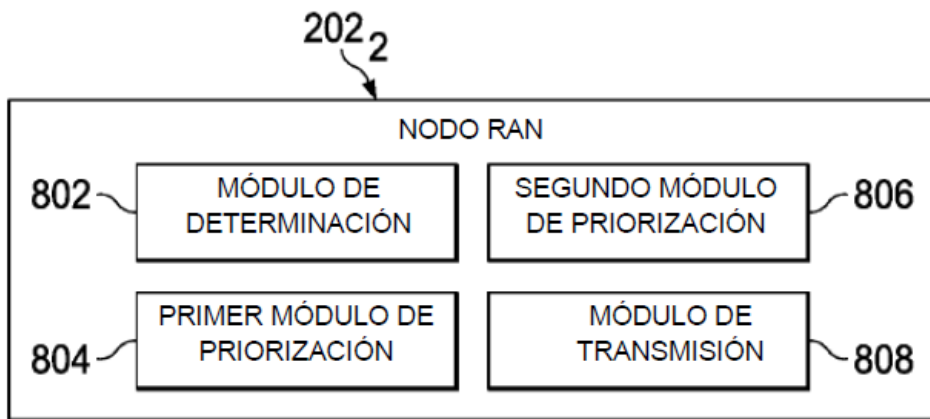 202 2
NODO RAN
802
MÓDULO DE
DETERMINACIÓN
SEGUNDO MÓDULO
DE PRIORIZACIÓN
806
804
PRIMER MÓDULO DE
PRIORIZACIÓN
MÓDULO DE
TRANSMISIÓN
808